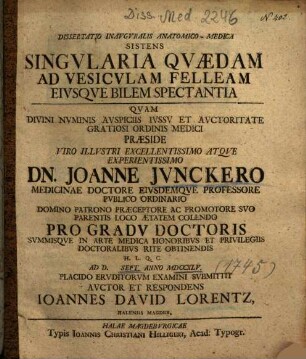 Diss. Med 2246
N 401.
DISSERTATIO INAVGVRALIS ANATOMICO-MEDICA
SISTENS
SINGVLARIA QVÆDAM
AD VESICVLAM FELLEAM
EIVSQVE BILEM SPECTANTIA
QVAM
DIVINI NVMINIS AVSPICIIS IVSSV ET AVCTORITATE
GRATIOSI ORDINIS MEDICI
PRÆSIDE
VIRO ILLVSTRI EXCELLENTISSIMO ATQVE
EXPERIENTISSIMO
DN. JOANNE JVNCKERO
MEDICINAE DOCTORE EIVSDEMQVE PROFESSORE
PVBLICO ORDINARIO
DOMINO PATRONO PRÆCEPTORE AC PROMOTORE SVO
PARENTIS LOCO ÆTATEM COLENDO
PRO GRADV DOCTORIS
SVMMISQVE IN ARTE MEDICA HONORIBVS ET PRIVILEGIIS
DOCTORALIBVS RITE OBTINENDIS
H. L. Q. C.
AD D. SEPT. ANNO MDCCXLV.
1745)
PLACIDO ERVDITORVM EXAMINI SVBMITTIT
AVCTOR ET RESPONDENS
IOANNES DAVID LORENTZ,
HALENSIS MAGDEB.
HALAE MAGDEBVRGICAE
Typis IOANNIS CHRISTIANI HILLIGERI, Acad: Typogr.